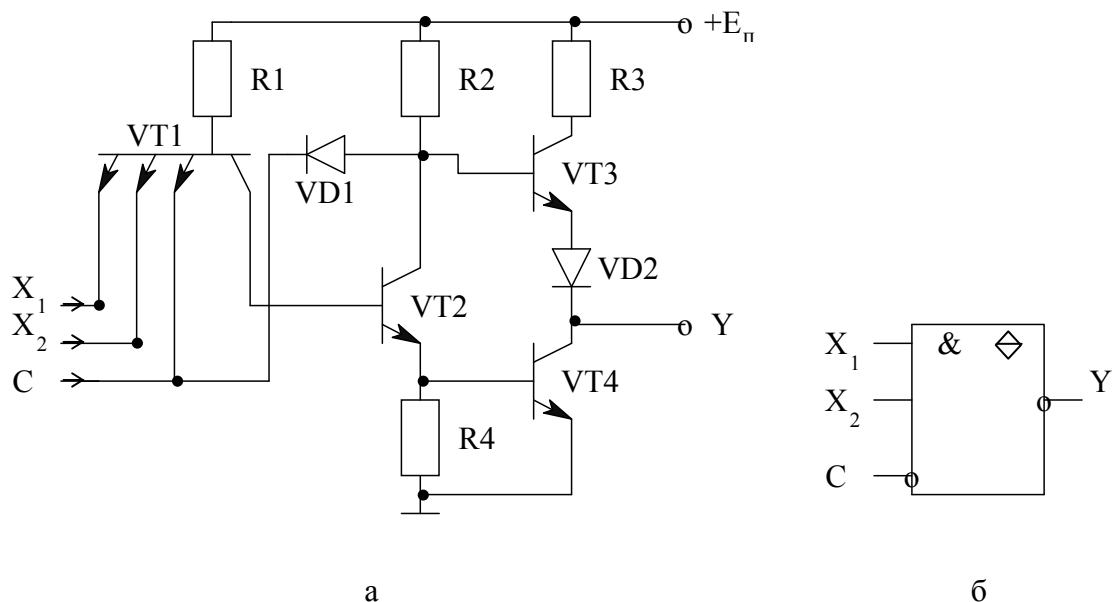 +Eп
R1
R2
R3
VT1
VT3
VD1
VD2
X1
VT2
X2
Y
C
VT4
R4
X1
&
X2
Y
C
а
б